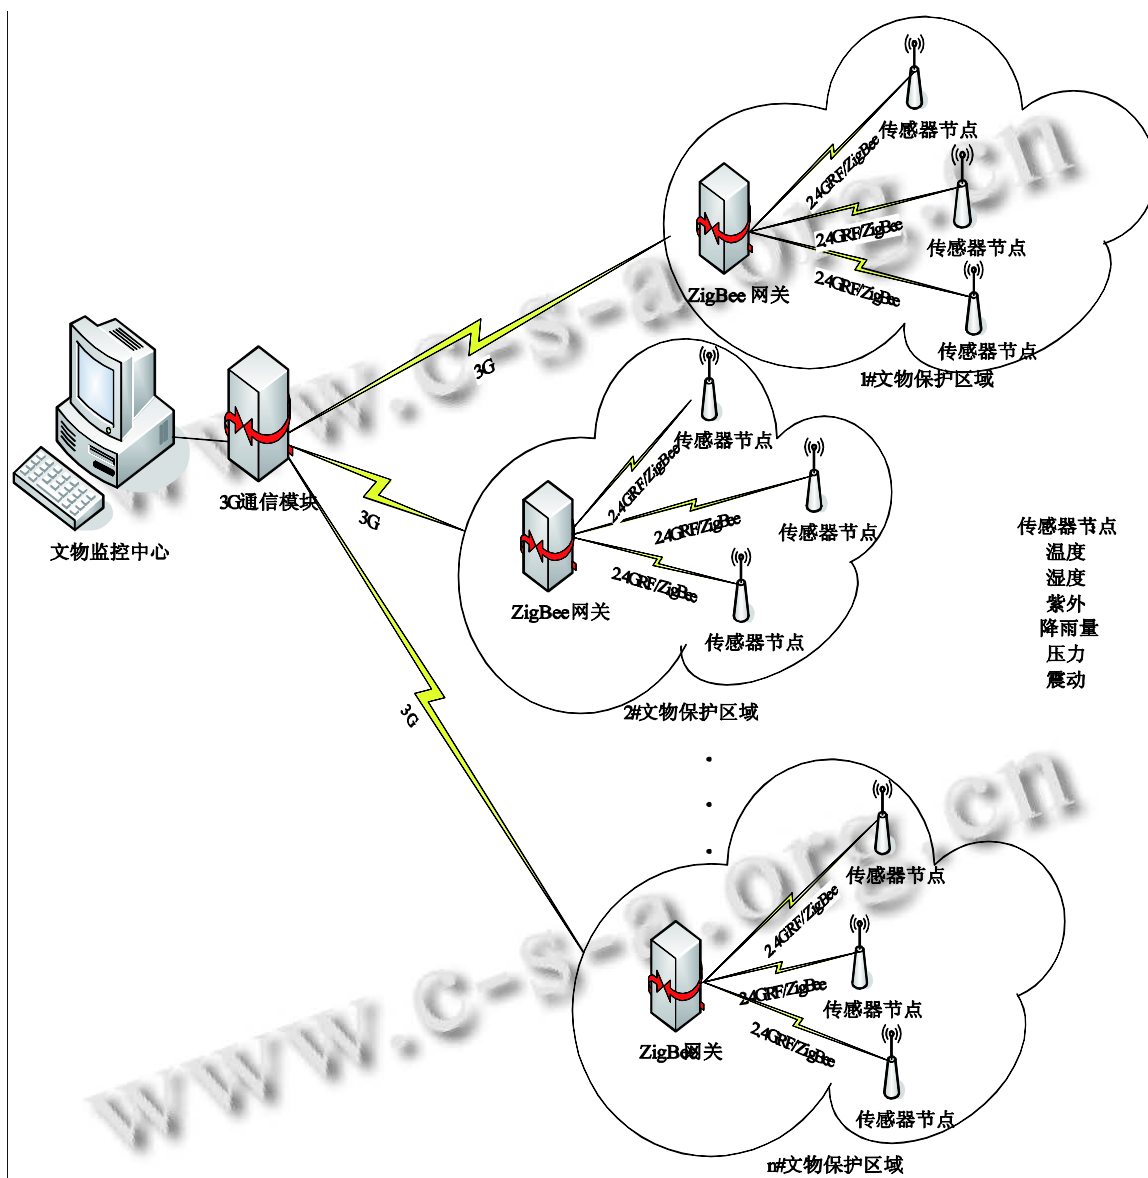 传感器节点
2.4GRF/ZigBee
传感器节点
2.4GRF/ZigBee
2.4GRF/ZigBee
ZigBee 网关
传感器节点
1#文物保护区域
3G
传感器节点
2.4GRF/ZigBee
3G通信模块
3G
2.4GRF/ZigBee
传感器节点
文物监控中心
2.4GRF/ZigBee
ZigBee网关
传感器节点
2#文物保护区域
传感器节点
温度
湿度
紫外
降雨量
压力
震动
3G
传感器节点
2.4GRF/ZigBee
2.4GRF/ZigBee
传感器节点
2.4GRF/ZigBee
ZigBee网关
传感器节点
n#文物保护区域
www.c-s-a.org.cn
www.c-s-a.org.cn